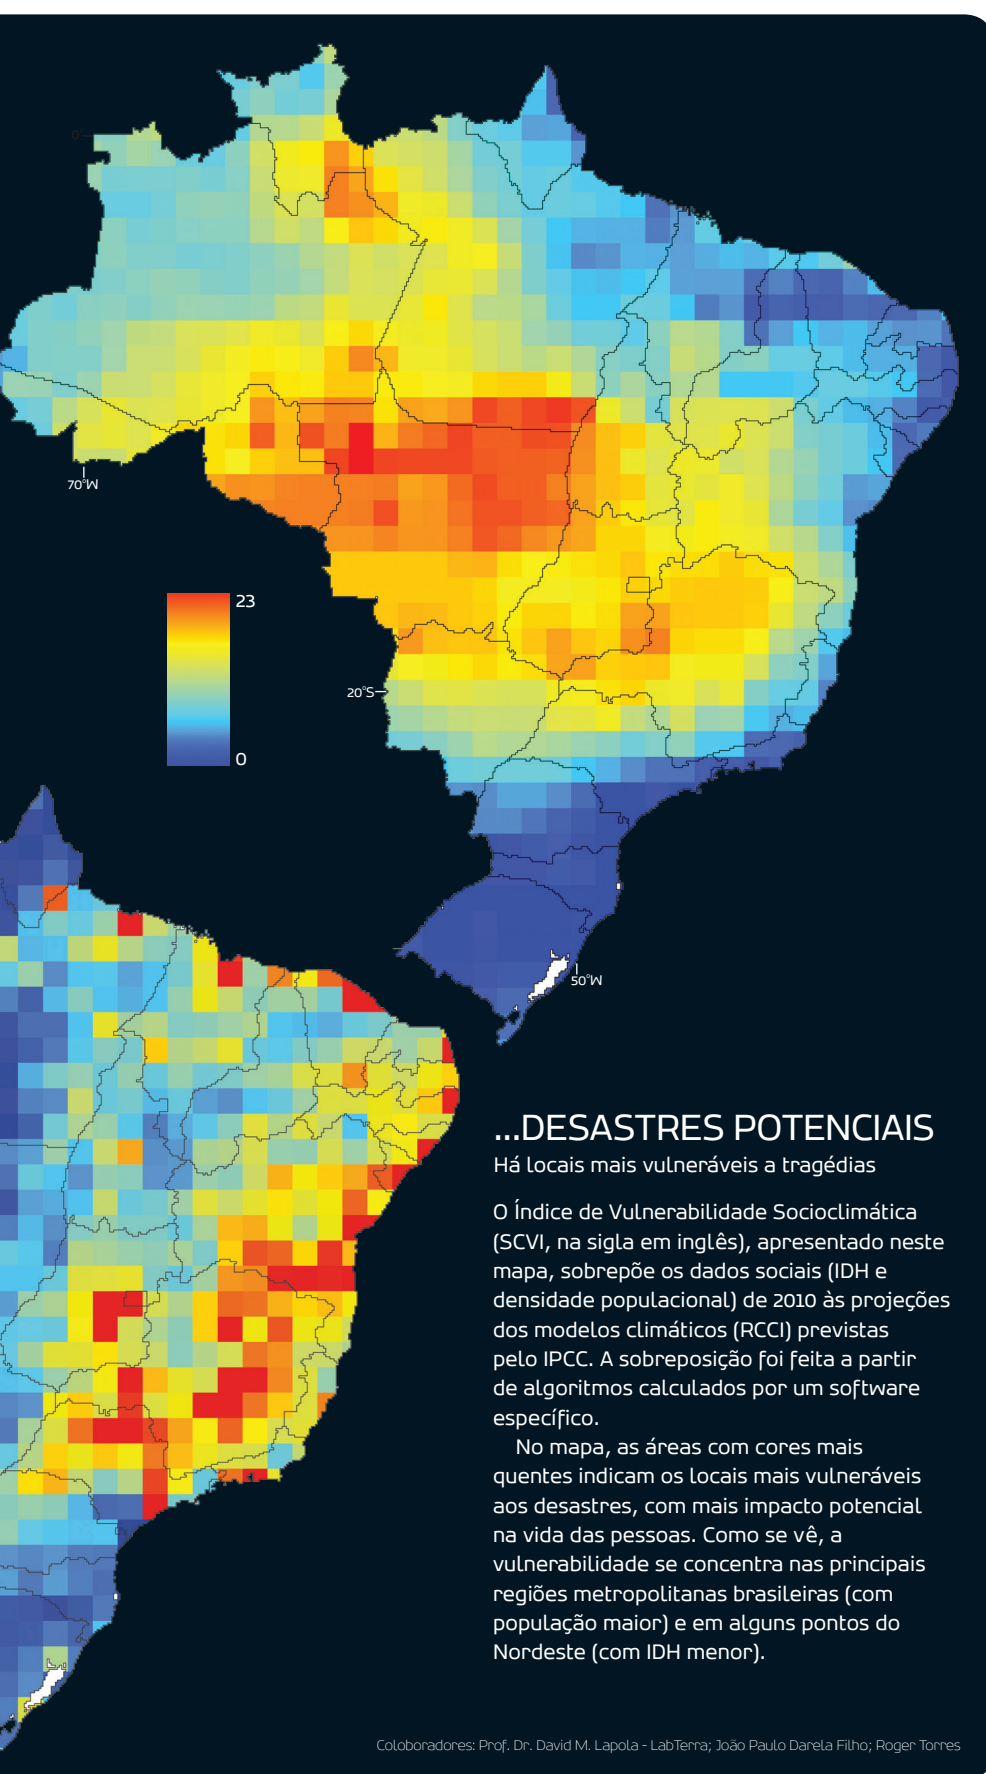 0°
70°W
23
0
20°S
50°W
...DESASTRES POTENCIAIS
Há locais mais vulneráveis a tragédias
O Índice de Vulnerabilidade Socioclimática
(SCVI, na sigla em inglês), apresentado neste
mapa, sobrepõe os dados sociais (IDH e
densidade populacional) de 2010 às projeções
dos modelos climáticos (RCCI) previstas
pelo IPCC. A sobreposição foi feita a partir
de algoritmos calculados por um software
específico.
No mapa, as áreas com cores mais
quentes indicam os locais mais vulneráveis
aos desastres, com mais impacto potencial
na vida das pessoas. Como se vê, a
vulnerabilidade se concentra nas principais
regiões metropolitanas brasileiras (com
população maior) e em alguns pontos do
Nordeste (com IDH menor).
Coloboradores: Prof. Dr. David M. Lapola - LabTerra; João Paulo Darela Filho; Roger Torres